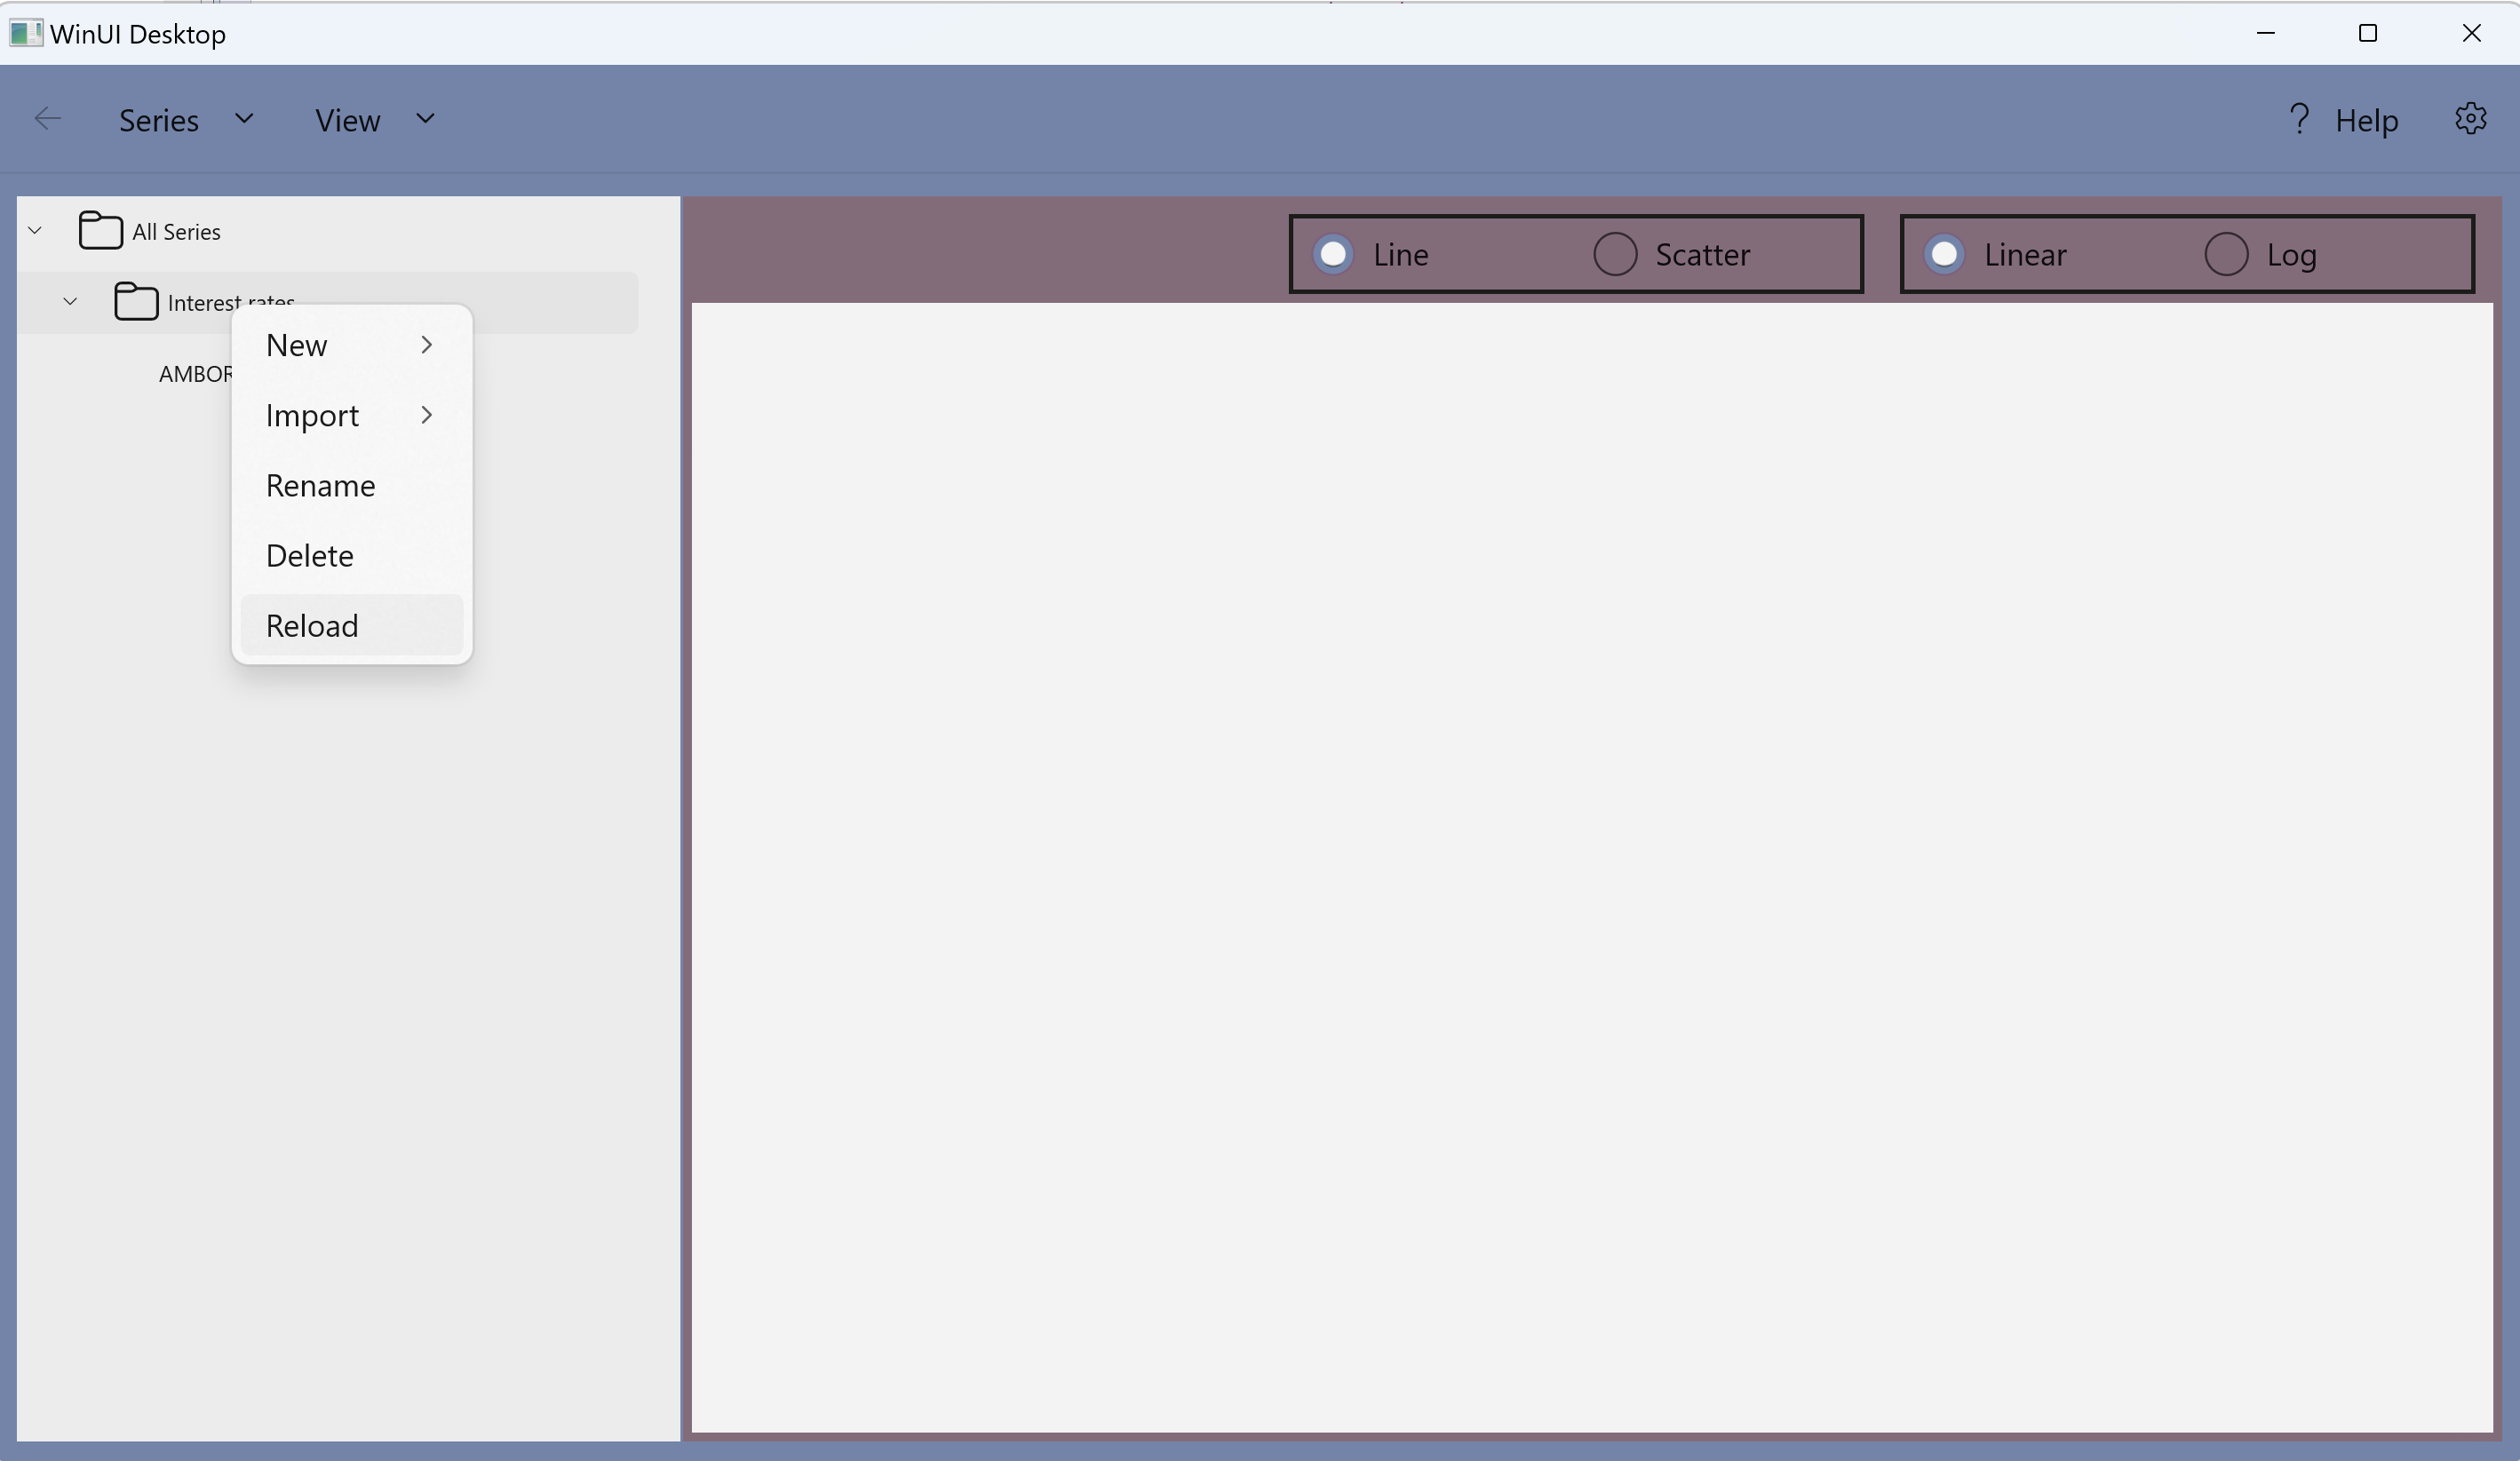 WinUI Desktop
Series View ? Help
All Series
Line Scatter Linear Log
Interest rates
New
AMBOR
Import
Rename
Delete
Reload